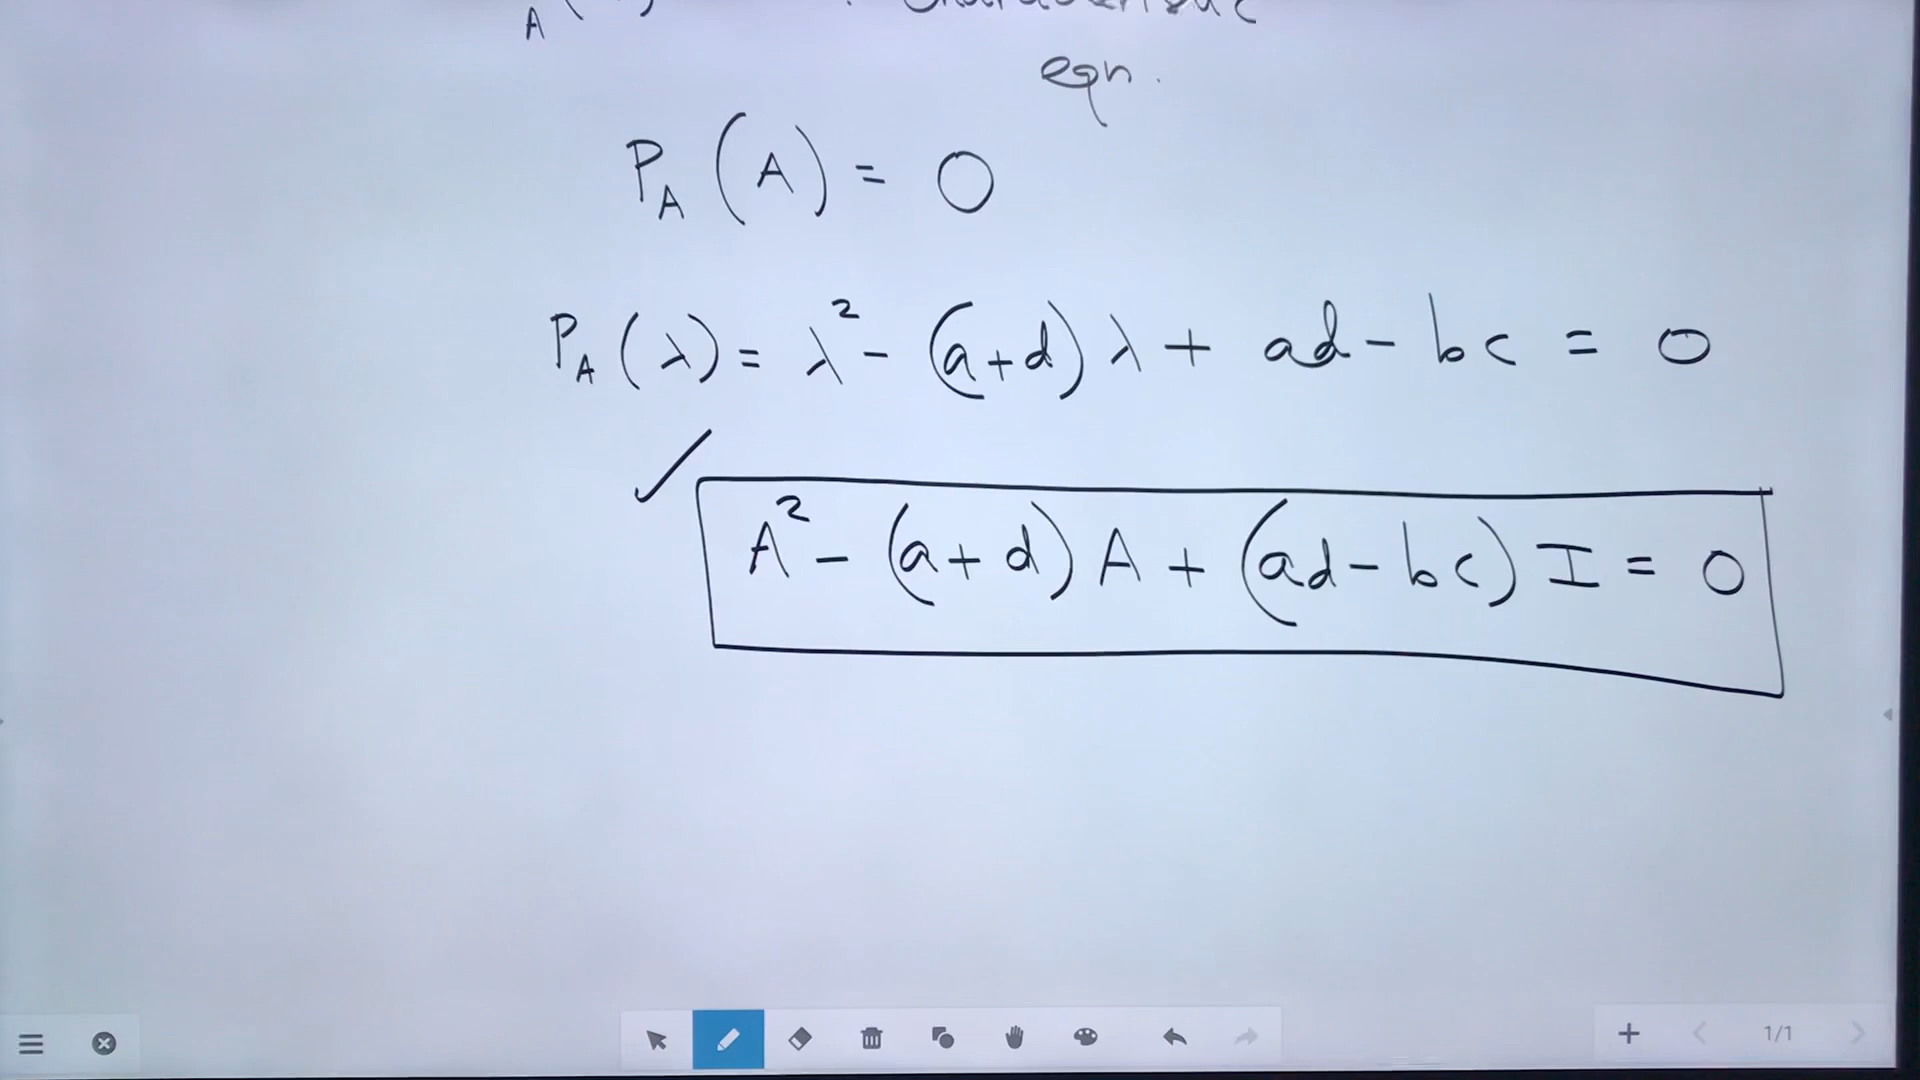 A
eqn.
P_A (A) = 0
P_A (λ) = λ² - (a+d) λ + ad - bc = 0
✓ A² - (a+d) A + (ad - bc) I = 0
1/1